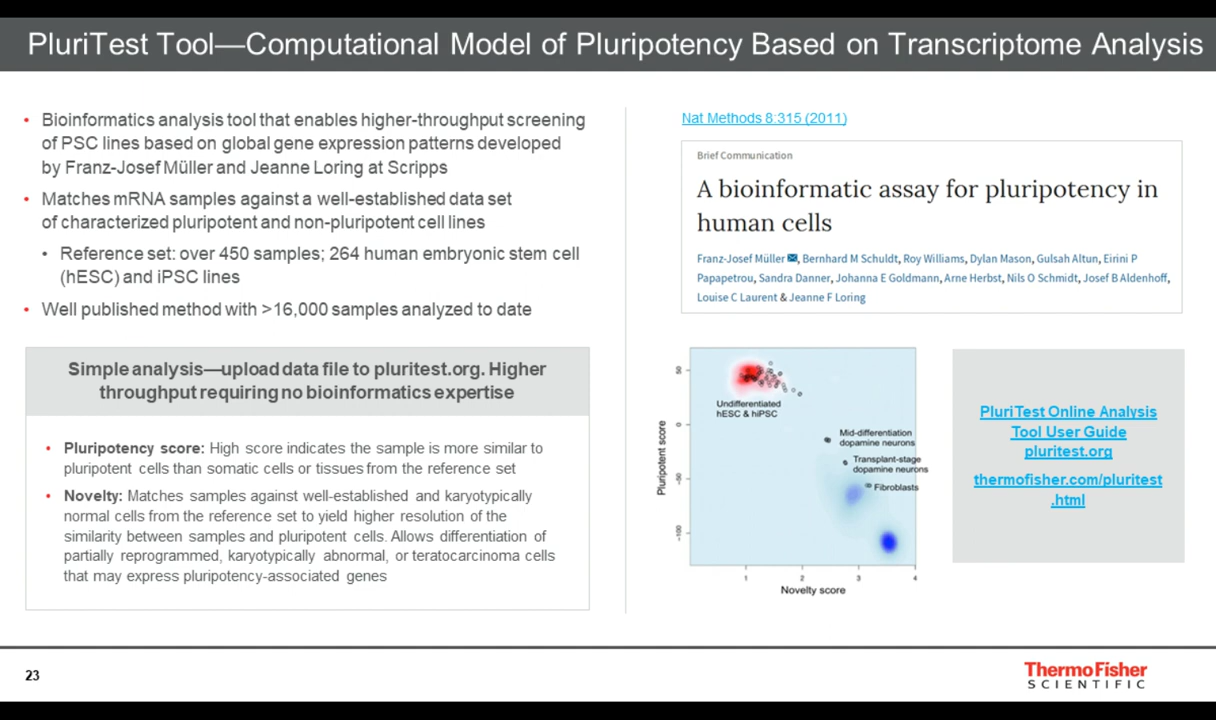 PluriTest Tool—Computational Model of Pluripotency Based on Transcriptome Analysis
• Bioinformatics analysis tool that enables higher-throughput screening
of PSC lines based on global gene expression patterns developed
by Franz-Josef Müller and Jeanne Loring at Scripps
• Matches mRNA samples against a well-established data set
of characterized pluripotent and non-pluripotent cell lines
• Reference set: over 450 samples; 264 human embryonic stem cell
(hESC) and iPSC lines
• Well published method with >16,000 samples analyzed to date
Simple analysis—upload data file to pluritest.org. Higher
throughput requiring no bioinformatics expertise
• Pluripotency score: High score indicates the sample is more similar to
pluripotent cells than somatic cells or tissues from the reference set
• Novelty: Matches samples against well-established and karyotypically
normal cells from the reference set to yield higher resolution of the
similarity between samples and pluripotent cells. Allows differentiation of
partially reprogrammed, karyotypically abnormal, or teratocarcinoma cells
that may express pluripotency-associated genes
Nat Methods 8:315 (2011)
Brief Communication
A bioinformatic assay for pluripotency in
human cells
Franz-Josef Müller ✉, Bernhard M Schuldt, Roy Williams, Dylan Mason, Gulsah Altun, Eirini P
Papapetrou, Sandra Danner, Johanna E Goldmann, Arne Herbst, Nils O Schmidt, Josef B Aldenhoff,
Louise C Laurent & Jeanne F Loring
Pluripotent score
50
0
-50
-100
Undifferentiated
hESC & hiPSC
Mid-differentiation
dopamine neurons
Transplant-stage
dopamine neurons
Fibroblasts
1 2 3 4
Novelty score
PluriTest Online Analysis
Tool User Guide
pluritest.org
thermofisher.com/pluritest
.html
23
ThermoFisher
SCIENTIFIC